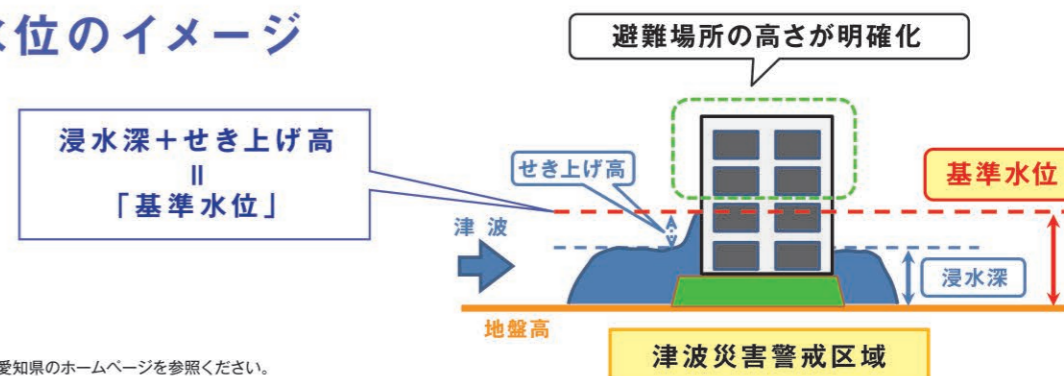 位のイメージ
避難場所の高さが明確化
浸水深＋せき上げ高
＝
「基準水位」
せき上げ高
基準水位
津波
浸水深
地盤高
津波災害警戒区域
愛知県のホームページを参照ください。